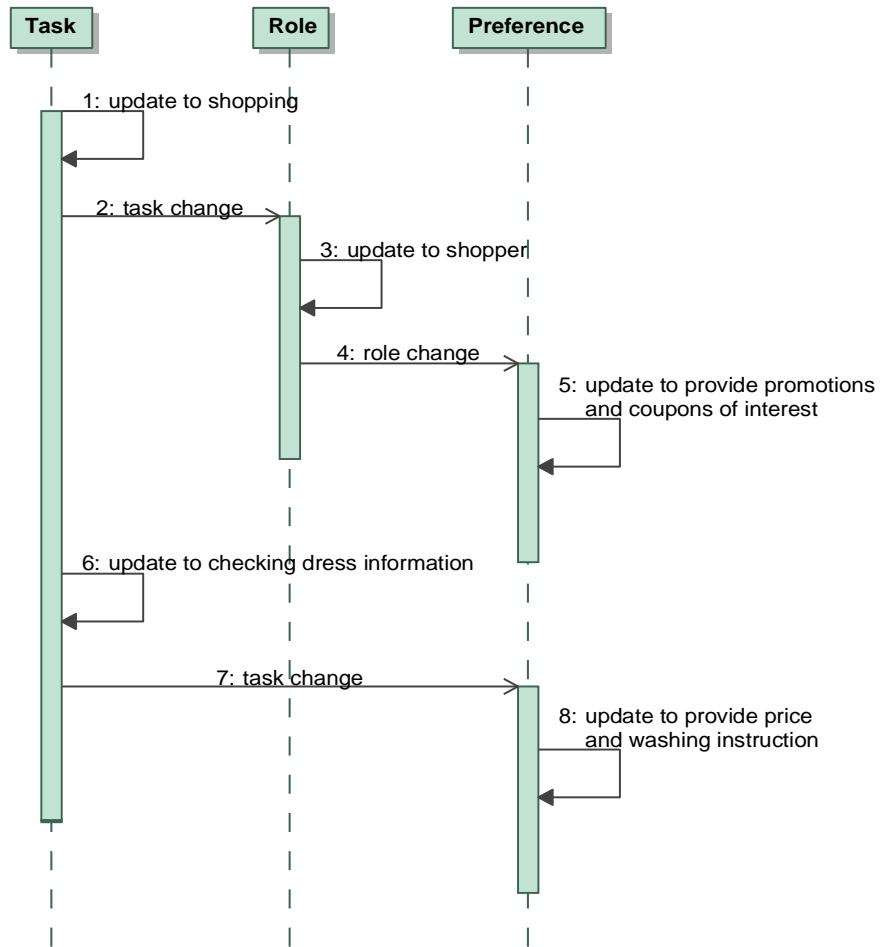 Task
Role
Preference
1: update to shopping
2: task change
3: update to shopper
4: role change
5: update to provide promotions
and coupons of interest
6: update to checking dress information
7: task change
8: update to provide price
and washing instruction